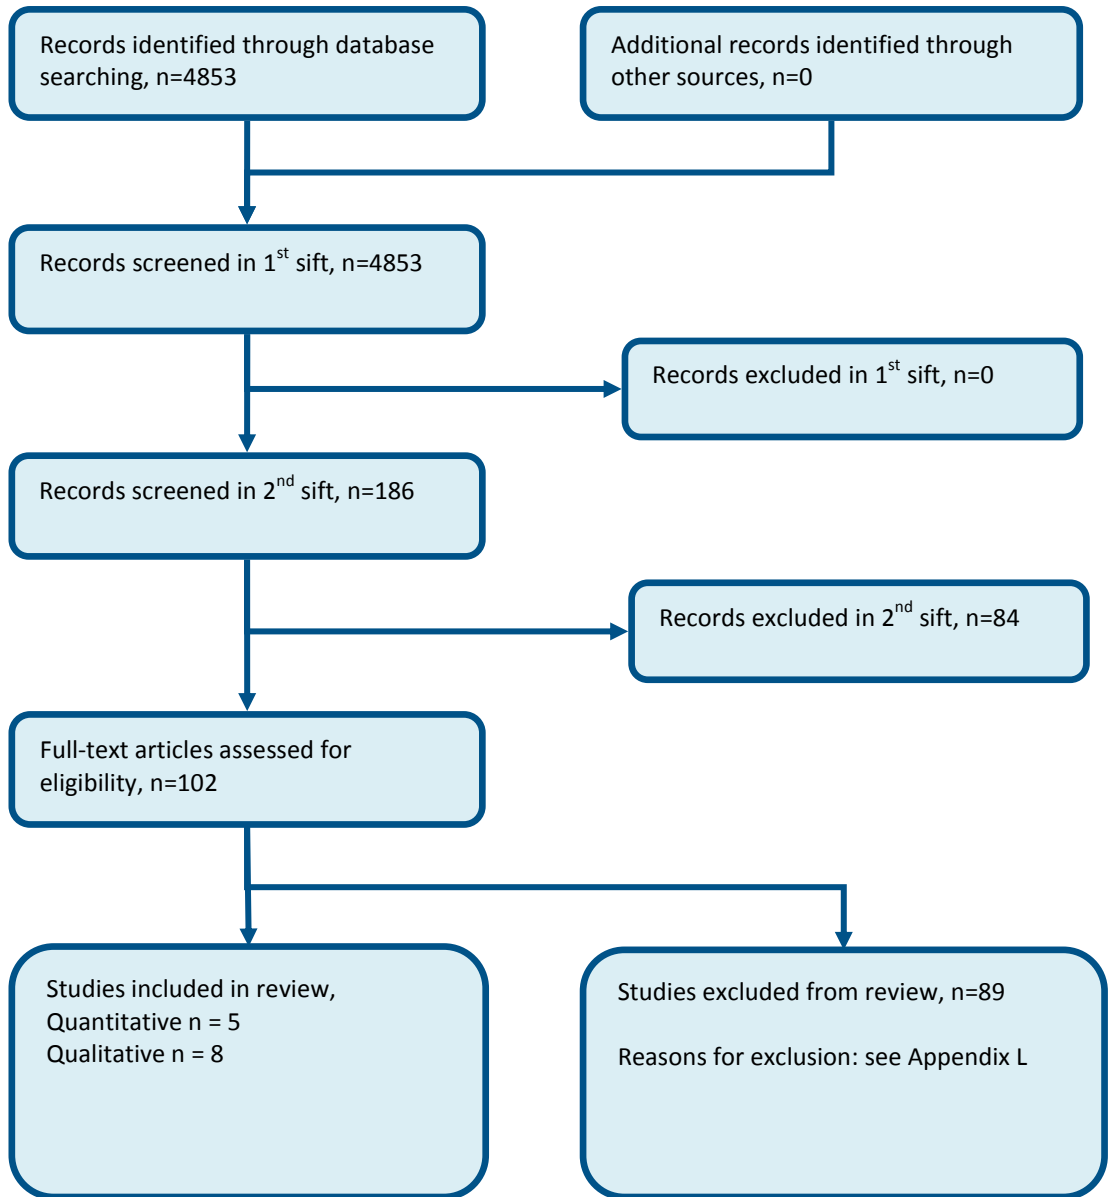 Records identified through database
searching, n=4853
Additional records identified through
other sources, n=0
Records screened in 1st sift, n=4853
Records excluded in 1st sift, n=0
Records screened in 2nd sift, n=186
Records excluded in 2nd sift, n=84
Full-text articles assessed for
eligibility, n=102
Studies included in review,
Quantitative n = 5
Qualitative n = 8
Studies excluded from review, n=89
Reasons for exclusion: see Appendix L